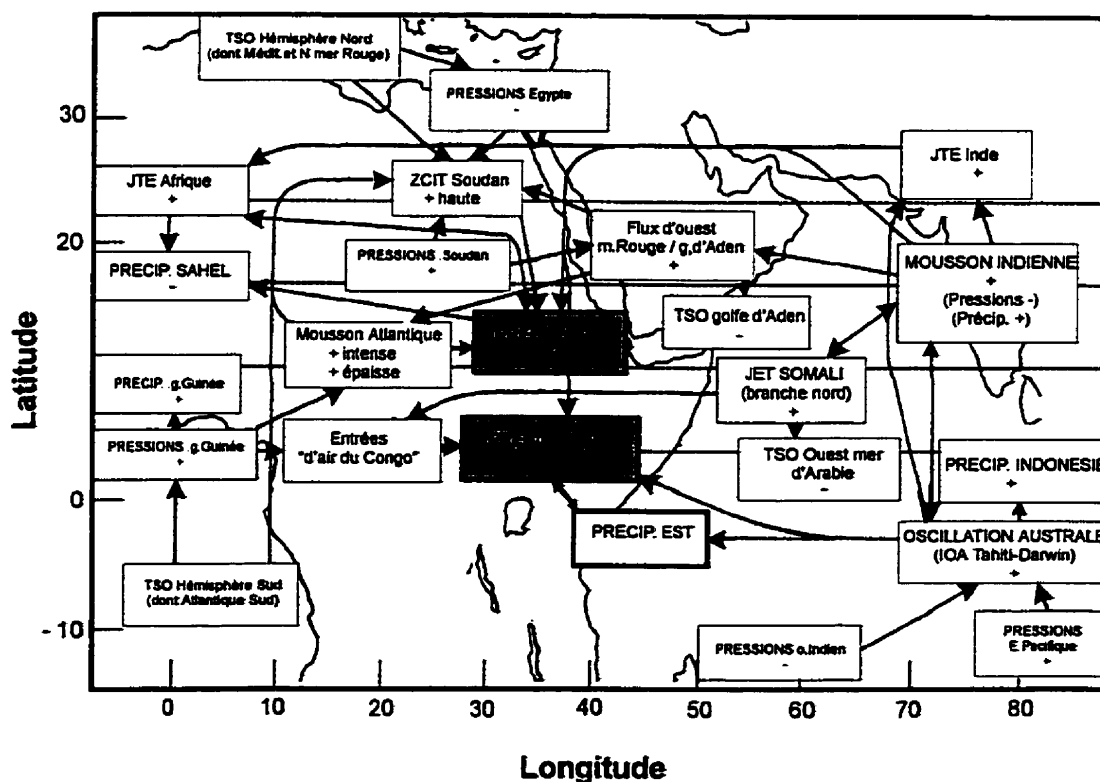 TSO Hémisphère Nord
(dont Médit.et N mer Rouge)
PRESSIONS Egypte
-
30
JTE Afrique
+
ZCIT Soudan
+ haute
JTE Inde
+
20
PRECIP. SAHEL
-
PRESSIONS .Soudan
+
Flux d'ouest
m.Rouge / g,d'Aden
+
MOUSSON INDIENNE
+
(Pressions -)
(Précip. +)
Mousson Atlantique
+ intense
+ épaisse
TSO golfe d'Aden
-
PRECIP. .g.Guinée
+
JET SOMALI
(branche nord)
+
PRESSIONS .g.Guinée
+
Entrées
"d'air du Congo"
TSO Ouest mer
d'Arabie
-
PRECIP. INDONESIE
+
0
PRECIP. EST
OSCILLATION AUSTRALE
(IOA Tahiti-Darwin)
+
TSO Hémisphère Sud
(dont Atlantique Sud)
- 10
PRESSIONS o.Indien
-
PRESSIONS
E Pacifique
+
0 10 20 30 40 50 60 70 80
Latitude
Longitude